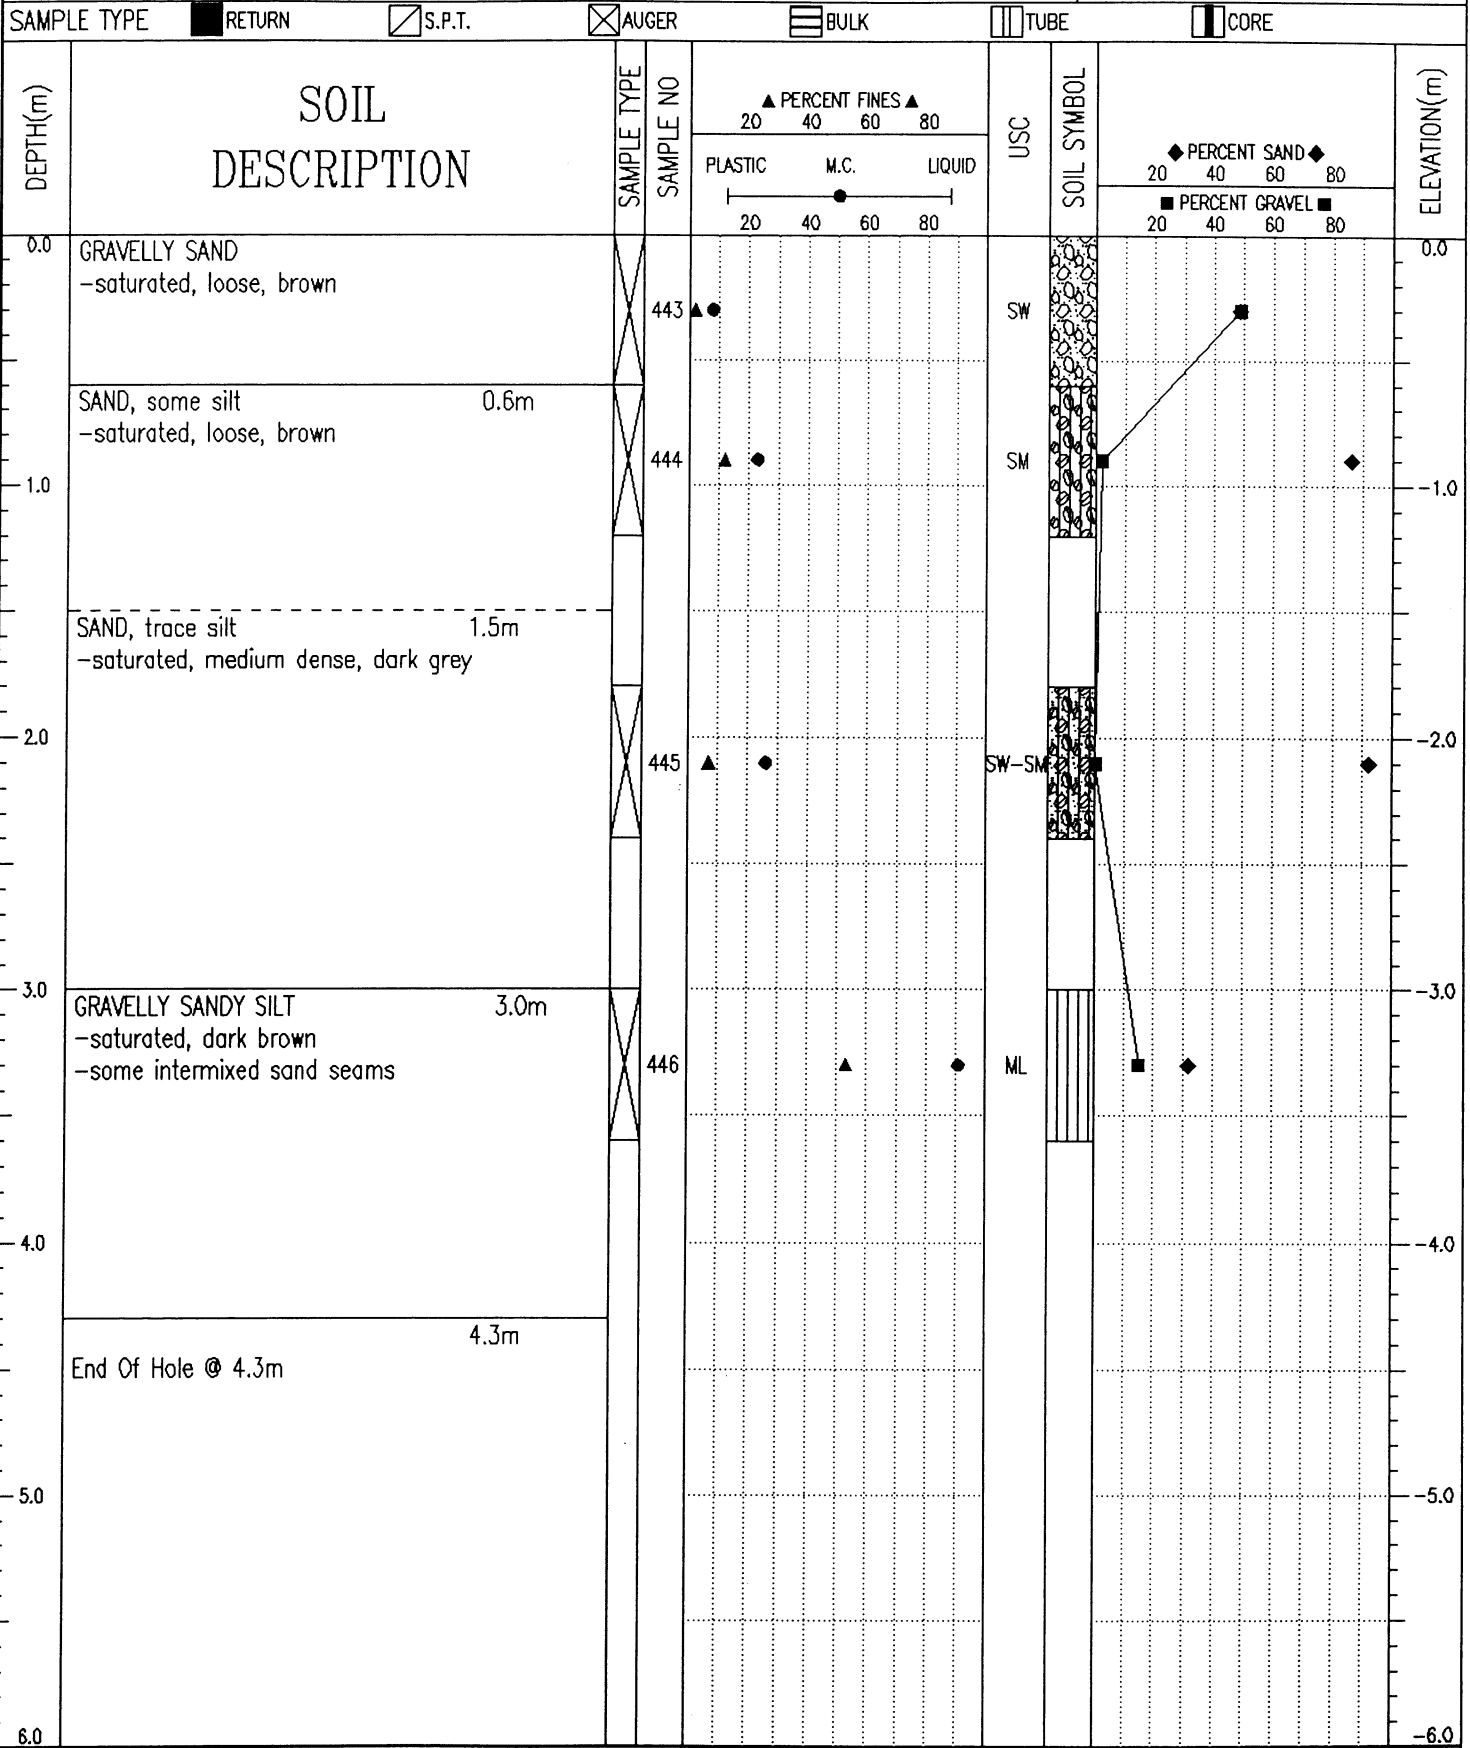 SAMPLE TYPE RETURN S.P.T. AUGER BULK TUBE CORE
DEPTH(m)
SOIL
DESCRIPTION
SAMPLE TYPE
SAMPLE NO
PERCENT FINES
20 40 60 80
PLASTIC M.C. LIQUID
20 40 60 80
USC
SOIL SYMBOL
PERCENT SAND
20 40 60 80
PERCENT GRAVEL
20 40 60 80
ELEVATION(m)
0.0 GRAVELLY SAND 0.0
-saturated, loose, brown
443 SW
SAND, some silt 0.6m
-saturated, loose, brown
444 SM
1.0 -1.0
SAND, trace silt 1.5m
-saturated, medium dense, dark grey
2.0 -2.0
445 SW-SM
3.0 -3.0
GRAVELLY SANDY SILT 3.0m
-saturated, dark brown
-some intermixed sand seams
446 ML
4.0 -4.0
4.3m
End Of Hole @ 4.3m
5.0 -5.0
6.0 -6.0